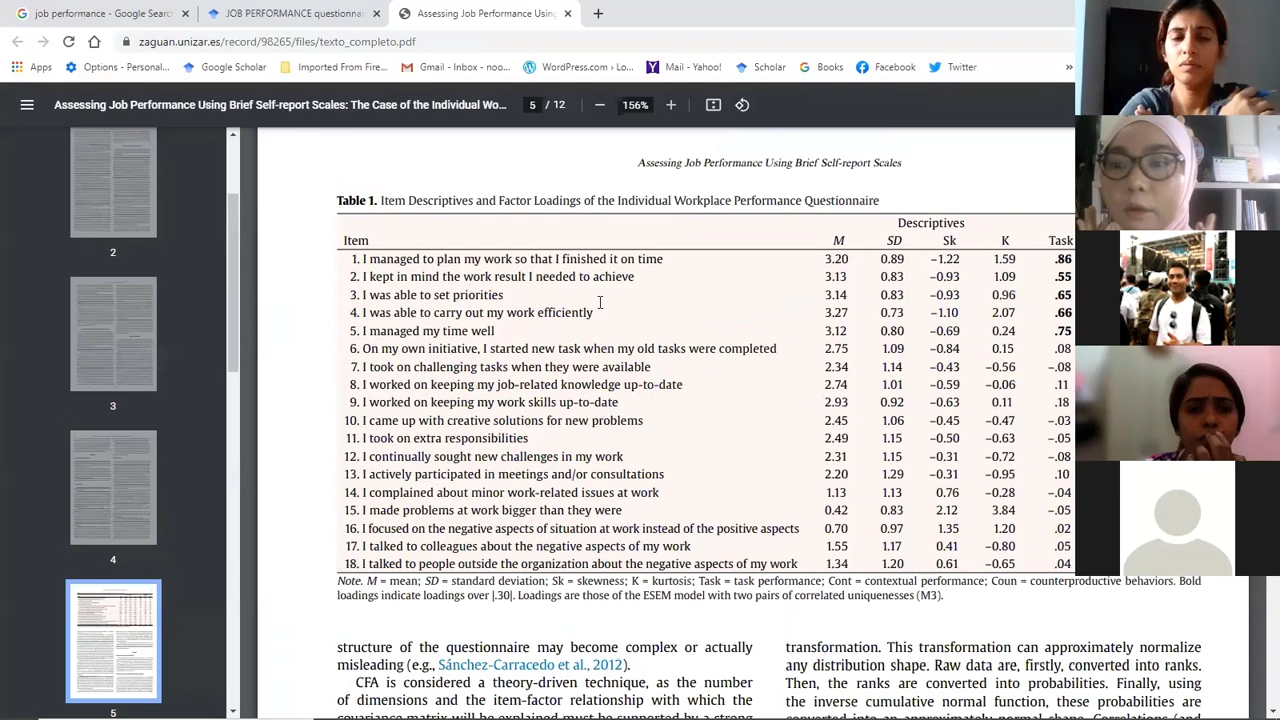 job performance - Google
JOB PERFORMANCE questionnai
Assessing Job Performance Using
zaguan.unizar.es/record/98265/files/texto_completo.pdf
Apps Options - Personal... Google Scholar Imported From Fire... Gmail - Inbox WordPress.com › Lo... Mail - Yahoo! Scholar Books Facebook Twitter »
Assessing Job Performance Using Brief Self-report Scales: The Case of the Individual Wo... 5 / 12 156%
2
3
4
5
Assessing Job Performance Using Brief Self-report Scales
Table 1. Item Descriptives and Factor Loadings of the Individual Workplace Performance Questionnaire
Descriptives
Item M SD Sk K Task
1. I managed to plan my work so that I finished it on time 3.20 0.89 −1.22 1.59 .86
2. I kept in mind the work result I needed to achieve 3.13 0.83 1.09 .55
3. I was able to set priorities 3.14 0.83 −0.93 0.96 .65
4. I was able to carry out my work efficiently 3.27 0.73 −1.10 2.07 .66
5. I managed my time well 3.12 0.80 −0.69 0.24 .75
6. On my own initiative, I started new task when my old tasks were completed 2.75 1.09 −0.84 0.15 .08
7. I took on challenging tasks when they were available 1.14 −0.43 −0.56 −.08
8. I worked on keeping my job-related knowledge up-to-date 2.74 1.01 −0.59 −0.06 .11
9. I worked on keeping my work skills up-to-date 2.93 0.92 −0.63 0.11 .18
10. I came up with creative solutions for new problems 2.45 1.06 −0.45 −0.47 −.03
11. I took on extra responsibilities 1.15 −0.50 −0.63 −.05
12. I continually sought new challenges in my work 2.31 1.15 −0.31 −0.72 −.08
13. I actively participated in meetings and/or consultations 1.29 −0.31 −0.95 .10
14. I complained about minor work-related issues at work 1.13 0.76 −0.28 −.04
15. I made problems at work bigger than they were 0.42 0.83 2.12 3.84 −.05
16. I focused on the negative aspects of situation at work instead of the positive aspects 0.70 0.97 1.35 1.20 .02
17. I talked to colleagues about the negative aspects of my work 1.55 1.17 0.41 −0.80 .05
18. I talked to people outside the organization about the negative aspects of my work 1.34 1.20 0.61 −0.65 .04
Note. M = mean; SD = standard deviation; Sk = skewness; K = kurtosis; Task = task performance; Cont = contextual performance; Coun = counterproductive behaviors. Bold
loadings indicate loadings over |.30|. Loadings are those of the ESEM model with two pairs of correlated uniquenesses (M3).
structure of the questionnaires may become complex or actually
misleading (e.g., Sánchez-Carracedo et al., 2012).
CFA is considered a theory-driven technique, as the number
of dimensions and the item-factor relationship with which the
covariance matrix will be explained must be supported by a strong
transformation. This transformation can approximately normalize
any distribution shape. Raw data are, firstly, converted into ranks.
Then, the ranks are converted into probabilities. Finally, using
the inverse cumulative normal function, these probabilities are
converted into an approximately normal shape. Correlations (and